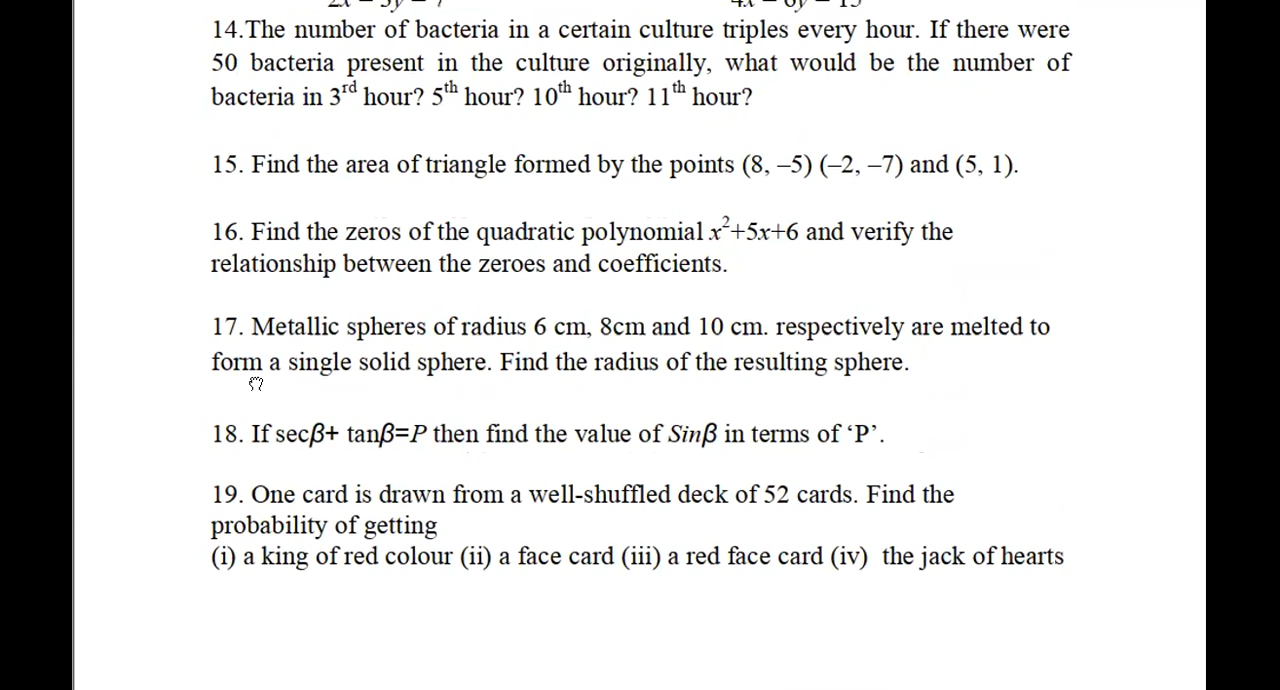 14.The number of bacteria in a certain culture triples every hour. If there were
50 bacteria present in the culture originally, what would be the number of
bacteria in 3rd hour? 5th hour? 10th hour? 11th hour?
15. Find the area of triangle formed by the points (8, –5) (–2, –7) and (5, 1).
16. Find the zeros of the quadratic polynomial x²+5x+6 and verify the
relationship between the zeroes and coefficients.
17. Metallic spheres of radius 6 cm, 8cm and 10 cm. respectively are melted to
form a single solid sphere. Find the radius of the resulting sphere.
18. If secβ+ tanβ=P then find the value of Sinβ in terms of ‘P’.
19. One card is drawn from a well-shuffled deck of 52 cards. Find the
probability of getting
(i) a king of red colour (ii) a face card (iii) a red face card (iv) the jack of hearts